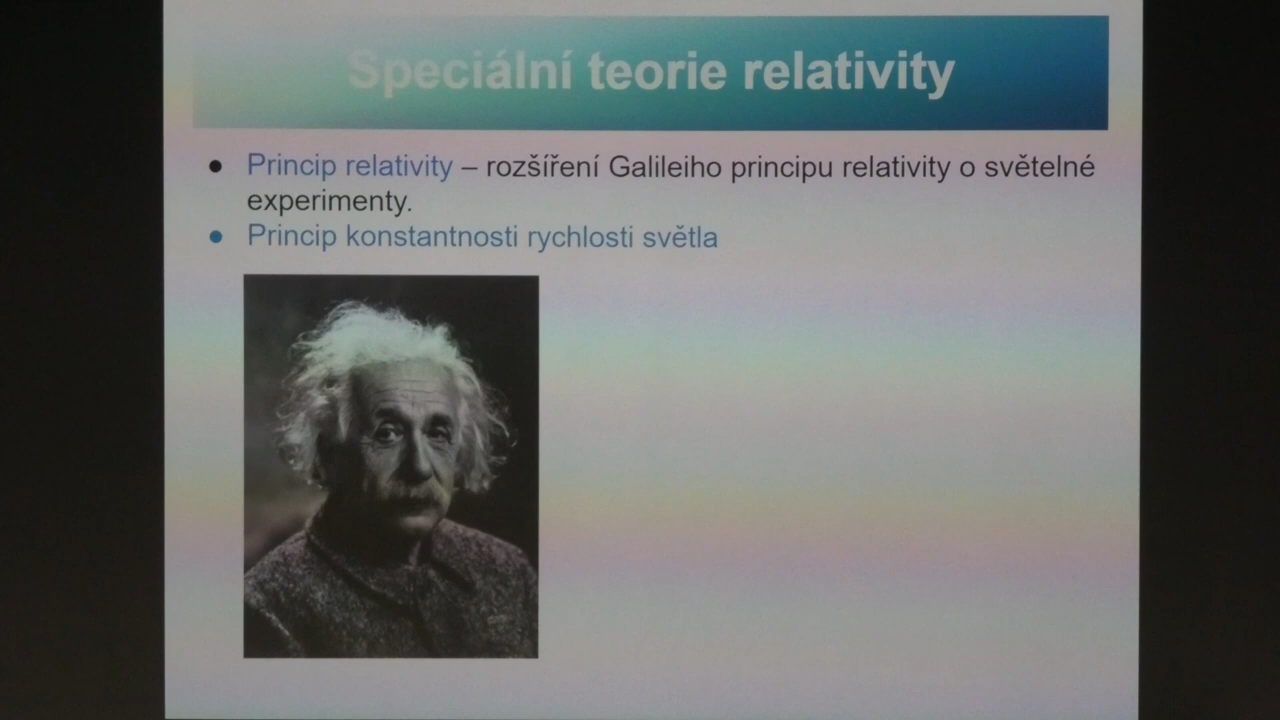 Speciální teorie relativity
● Princip relativity – rozšíření Galileiho principu relativity o světelné
experimenty.
● Princip konstantnosti rychlosti světla